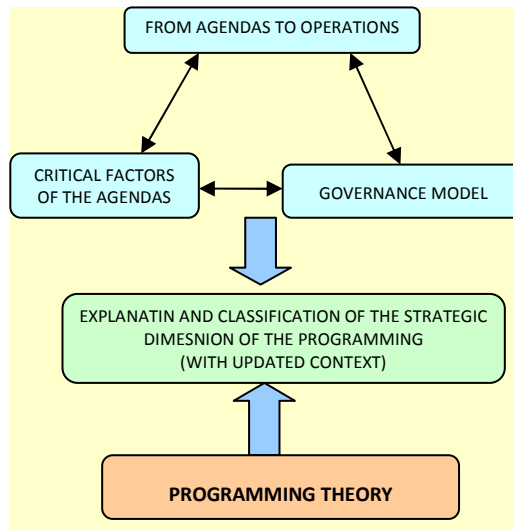 FROM AGENDAS TO OPERATIONS
CRITICAL FACTORS
OF THE AGENDAS
GOVERNANCE MODEL
EXPLANATIN AND CLASSIFICATION OF THE STRATEGIC
DIMESNION OF THE PROGRAMMING
(WITH UPDATED CONTEXT)
PROGRAMMING THEORY